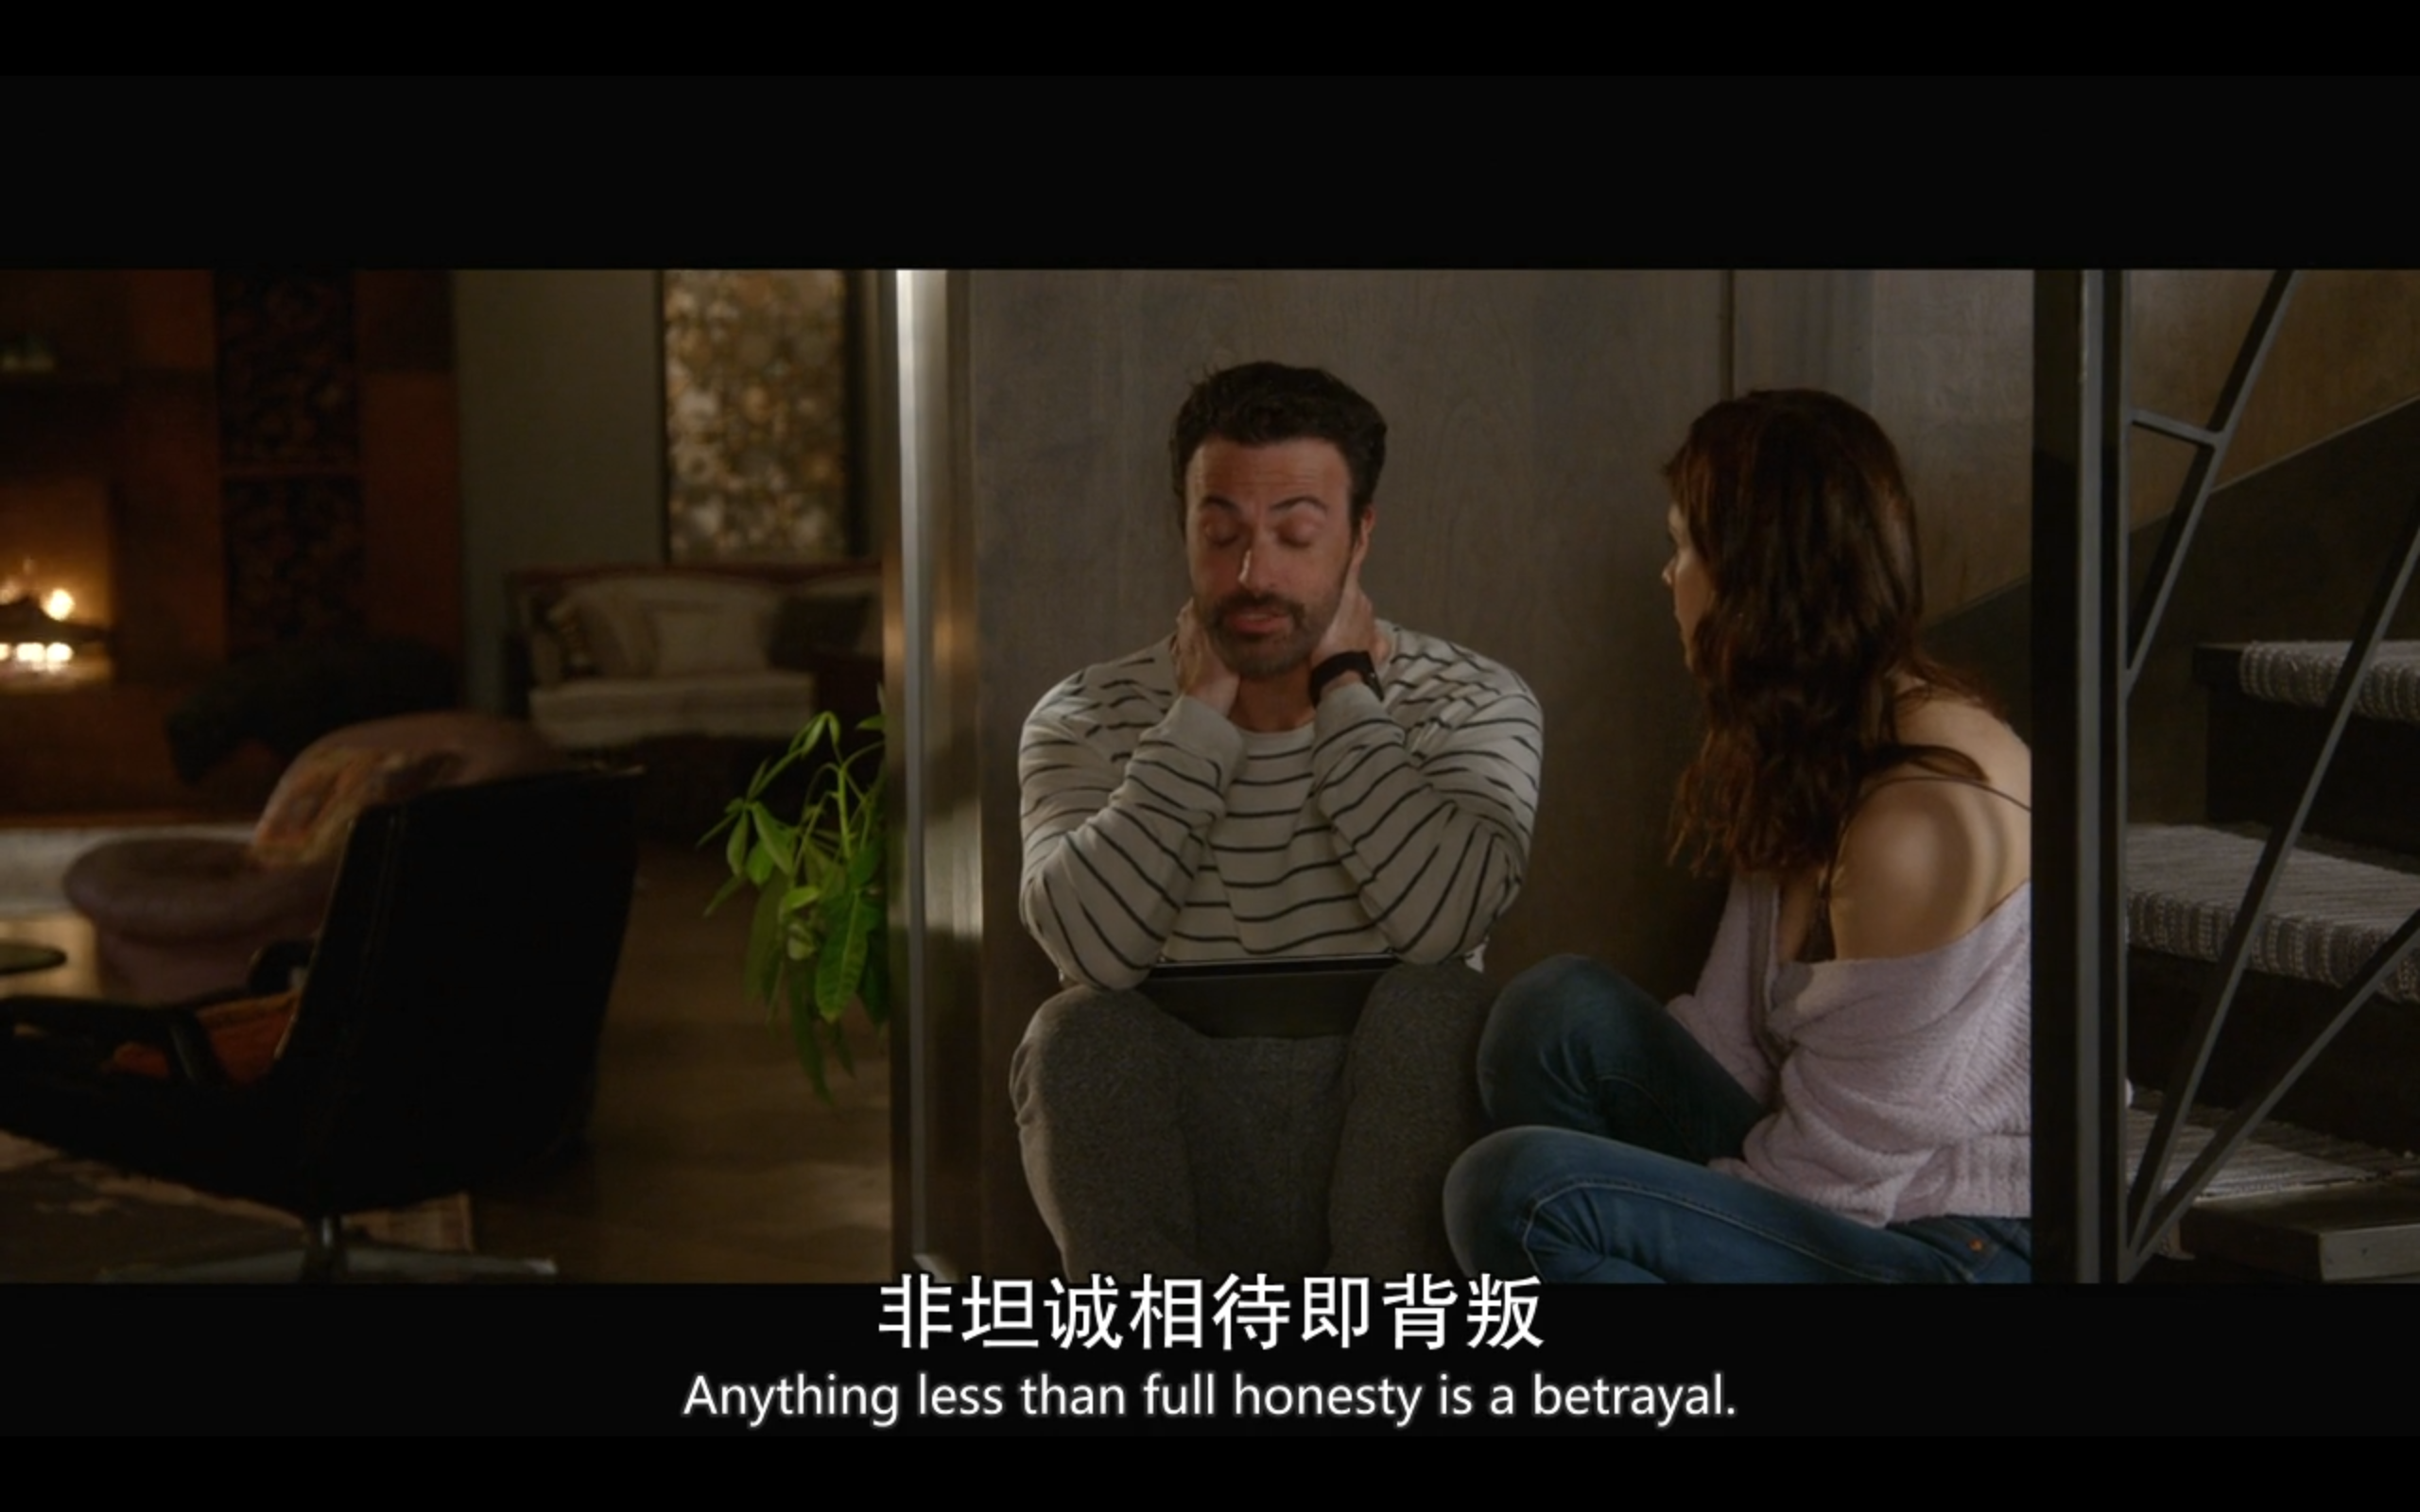 非坦诚相待即背叛
Anything less than full honesty is a betrayal.